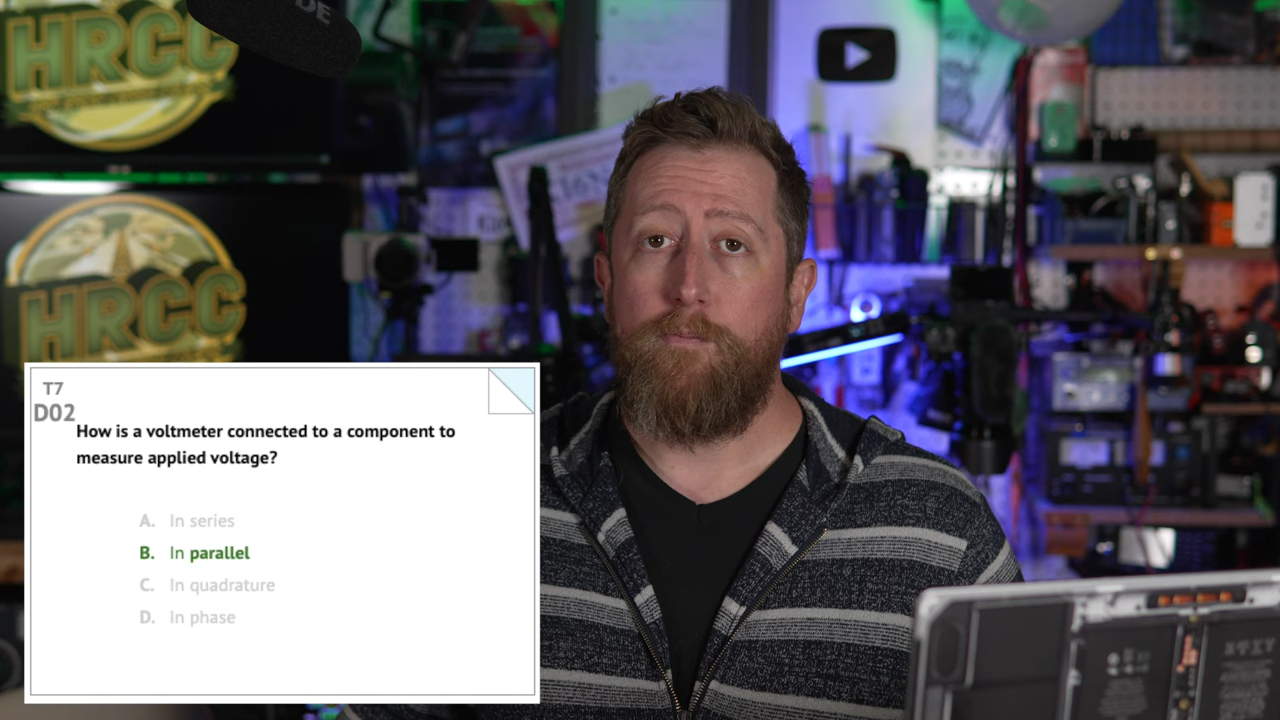 DE
HRCC
HRCC
T7
D02
How is a voltmeter connected to a component to
measure applied voltage?
A. In series
B. In parallel
C. In quadrature
D. In phase